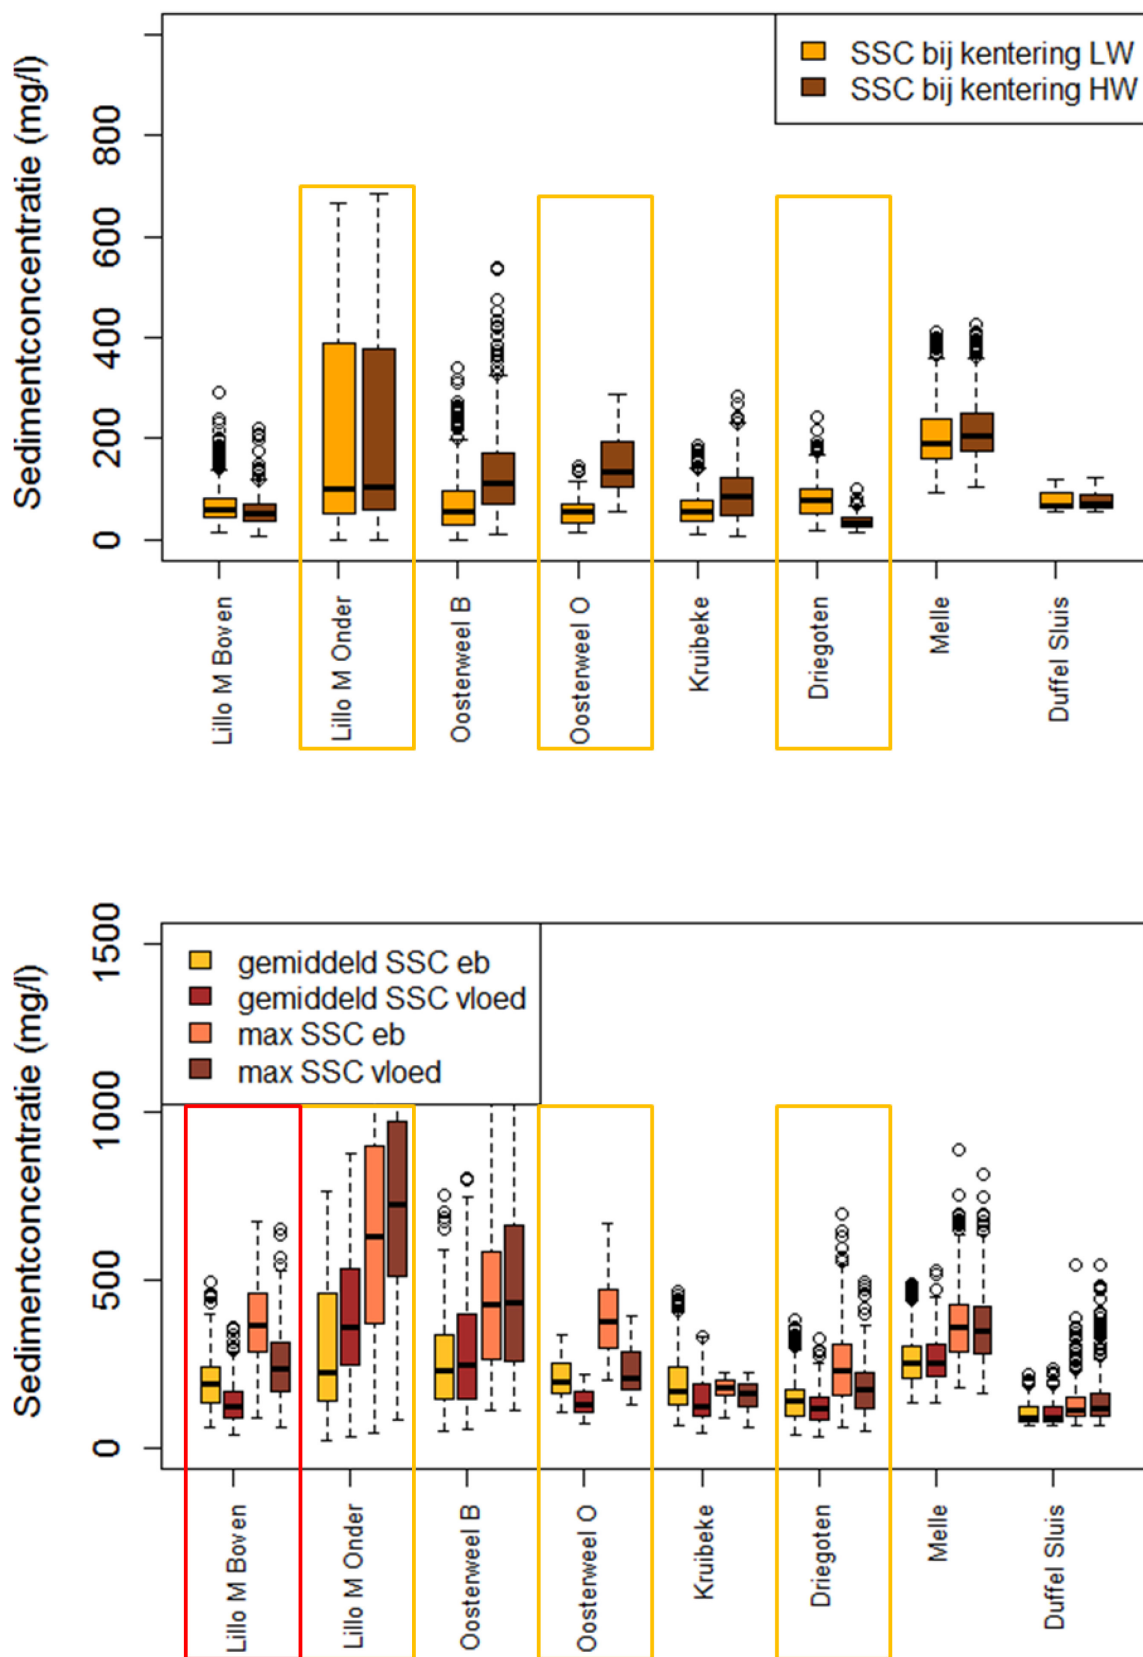 Sedimentconcentratie (mg/l)
0
200
400
600
800
SSC bij kentering LW
SSC bij kentering HW
Lillo M Boven
Lillo M Onder
Oosterweel B
Oosterweel O
Kruibeke
Driegoten
Melle
Duffel Sluis
Sedimentconcentratie (mg/l)
0
500
1000
1500
gemiddeld SSC eb
gemiddeld SSC vloed
max SSC eb
max SSC vloed
Lillo M Boven
Lillo M Onder
Oosterweel B
Oosterweel O
Kruibeke
Driegoten
Melle
Duffel Sluis